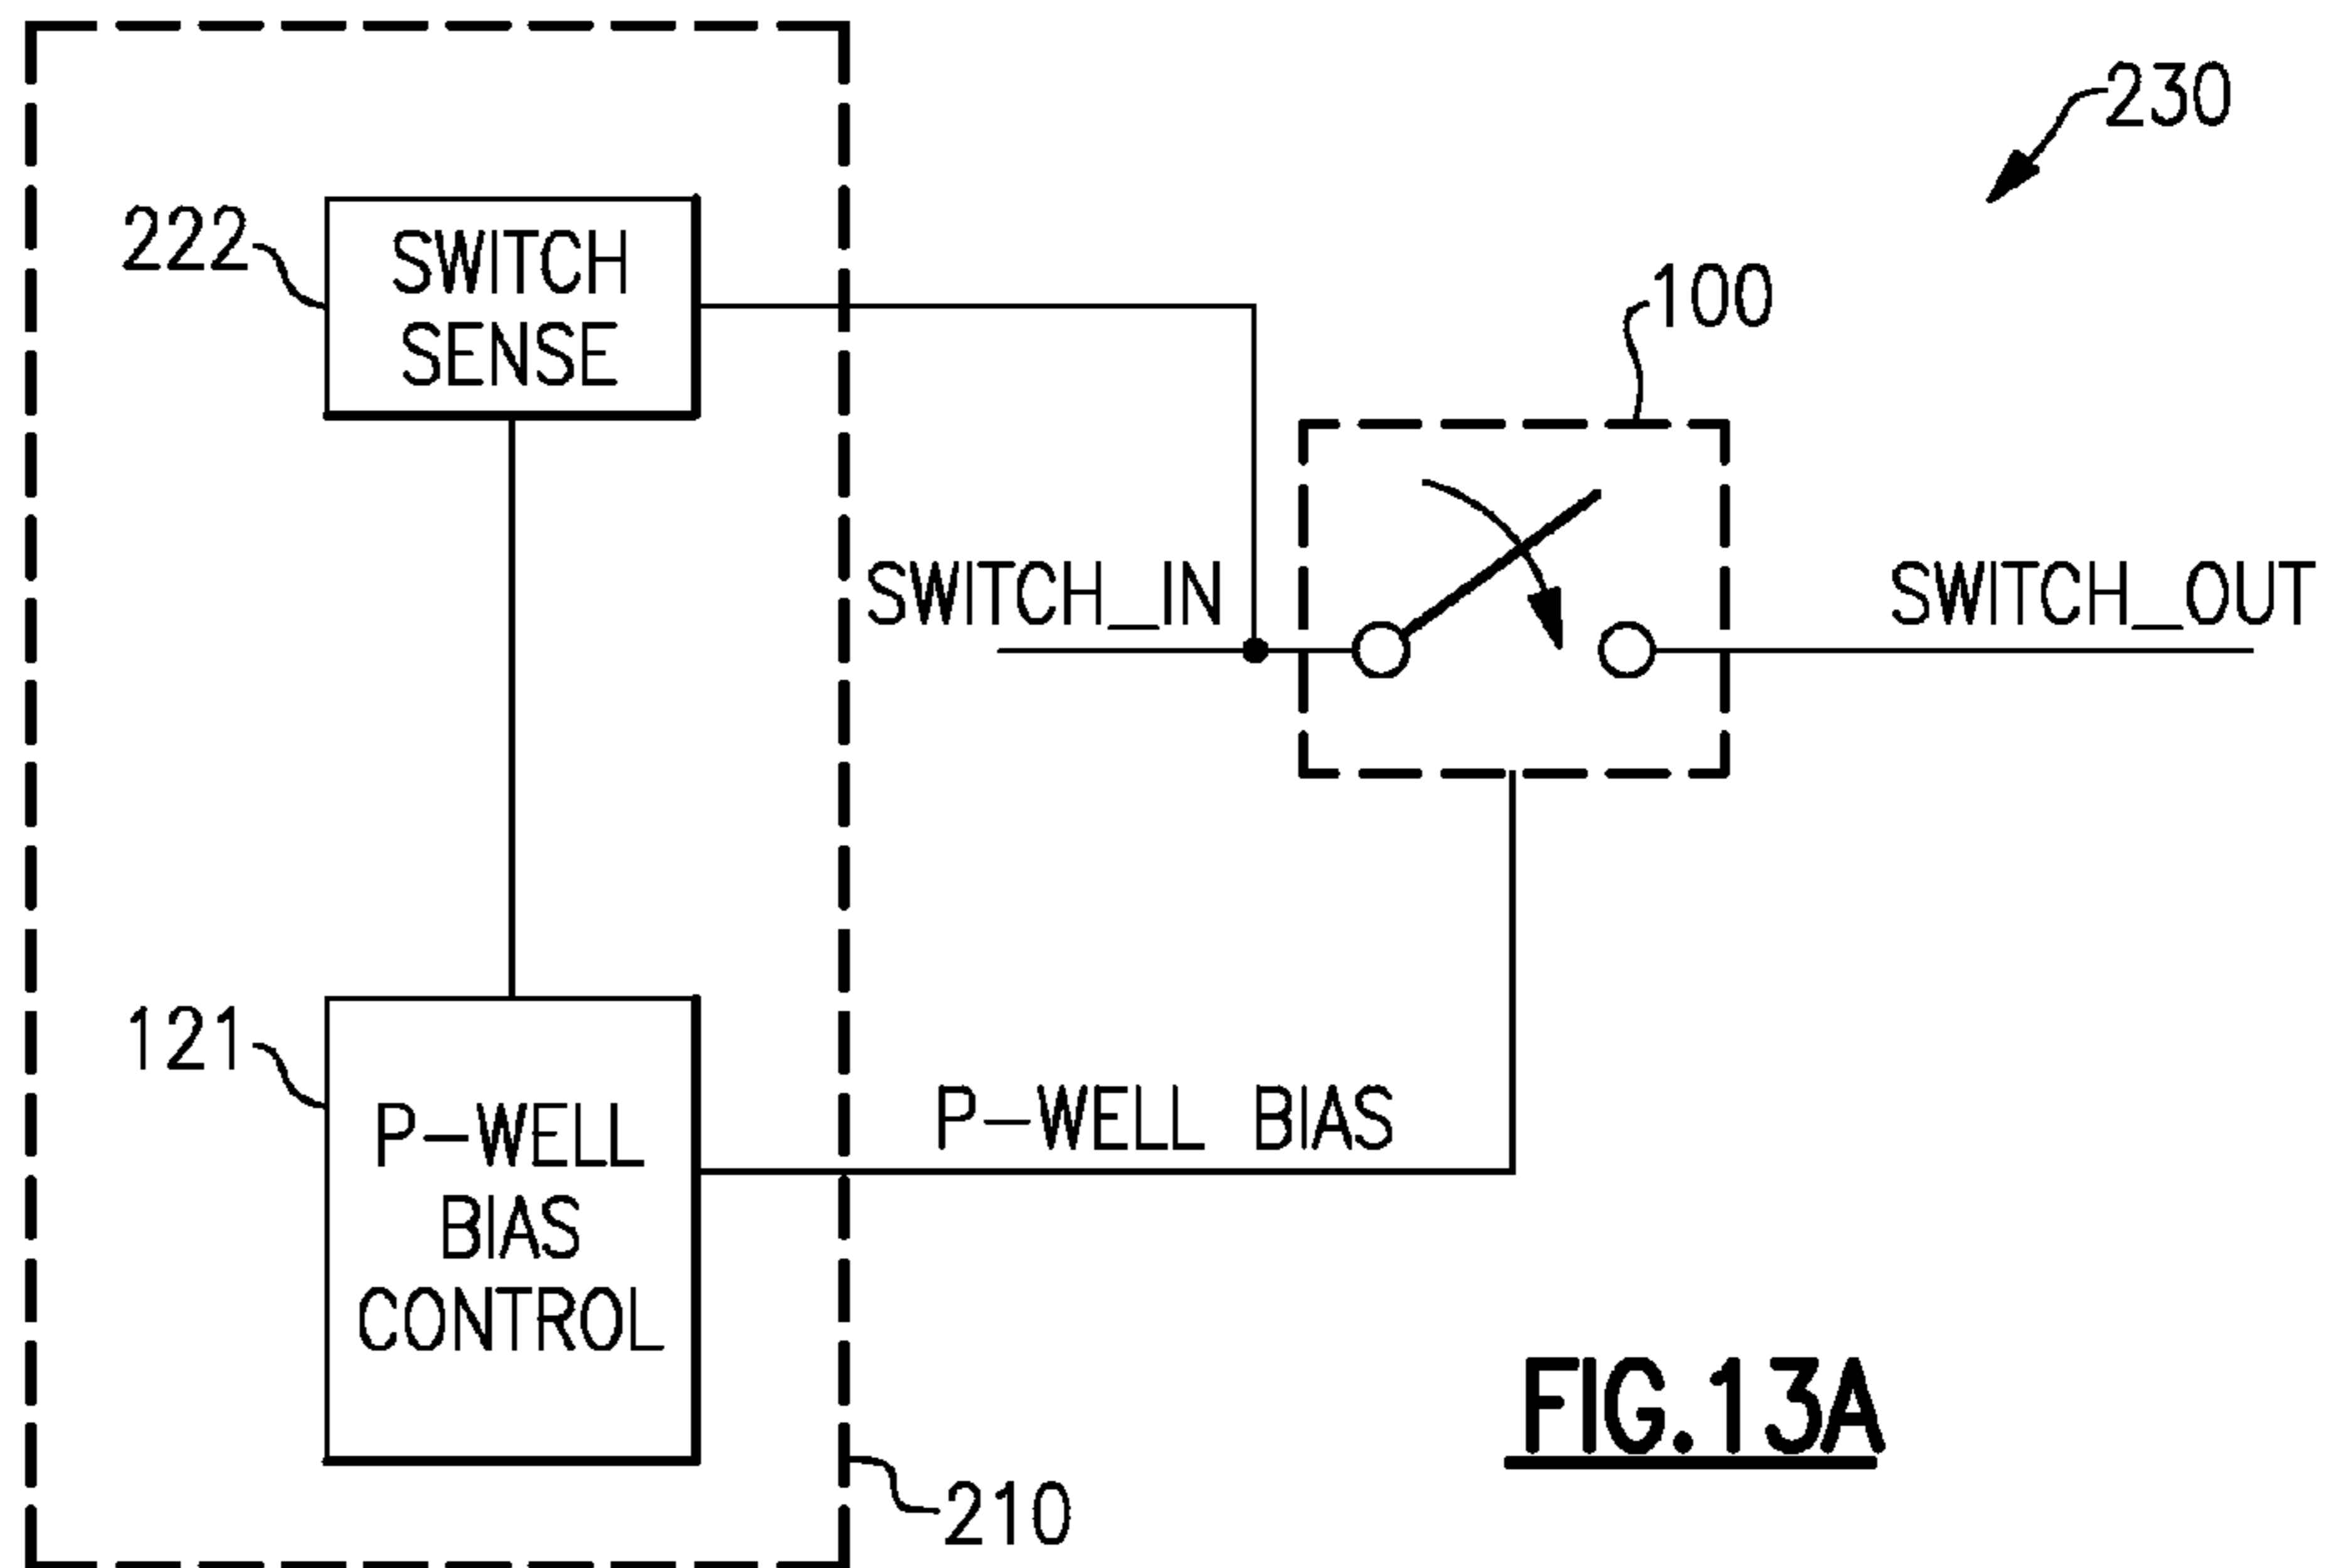 230
222
SWITCH
SENSE
100
SWITCH_IN
SWITCH_OUT
121
P-WELL
BIAS
CONTROL
P-WELL BIAS
210
FIG.13A